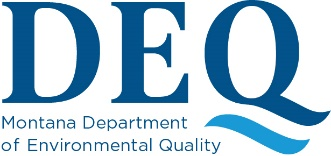 DEQ
Montana Department
of Environmental Quality